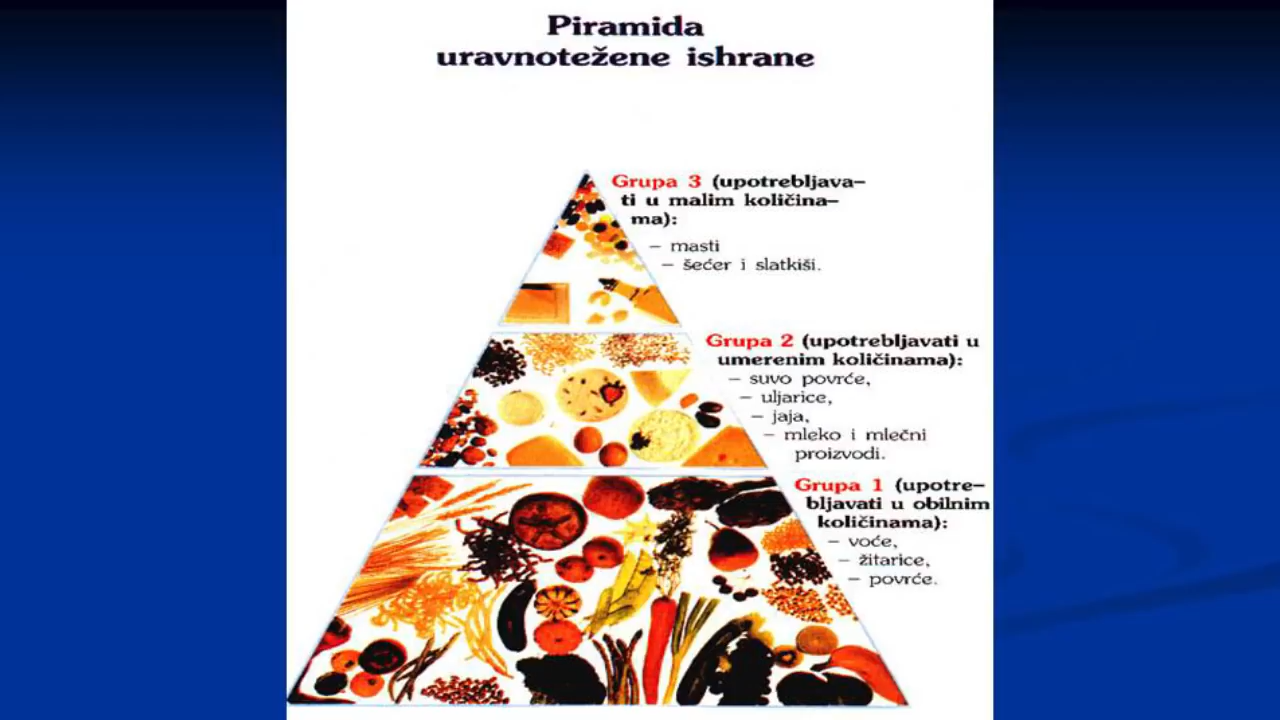 Piramida
uravnotežene ishrane
Grupa 3 (upotrebljava–
ti u malim količina–
ma):
– masti
– šećer i slatkiši.
Grupa 2 (upotrebljavati u
umerenim količinama):
– suvo povrće,
– uljarice,
– jaja,
– mleko i mlečni
proizvodi.
Grupa 1 (upotre–
bljavati u obilnim
količinama):
– voće,
– žitarice,
– povrće.